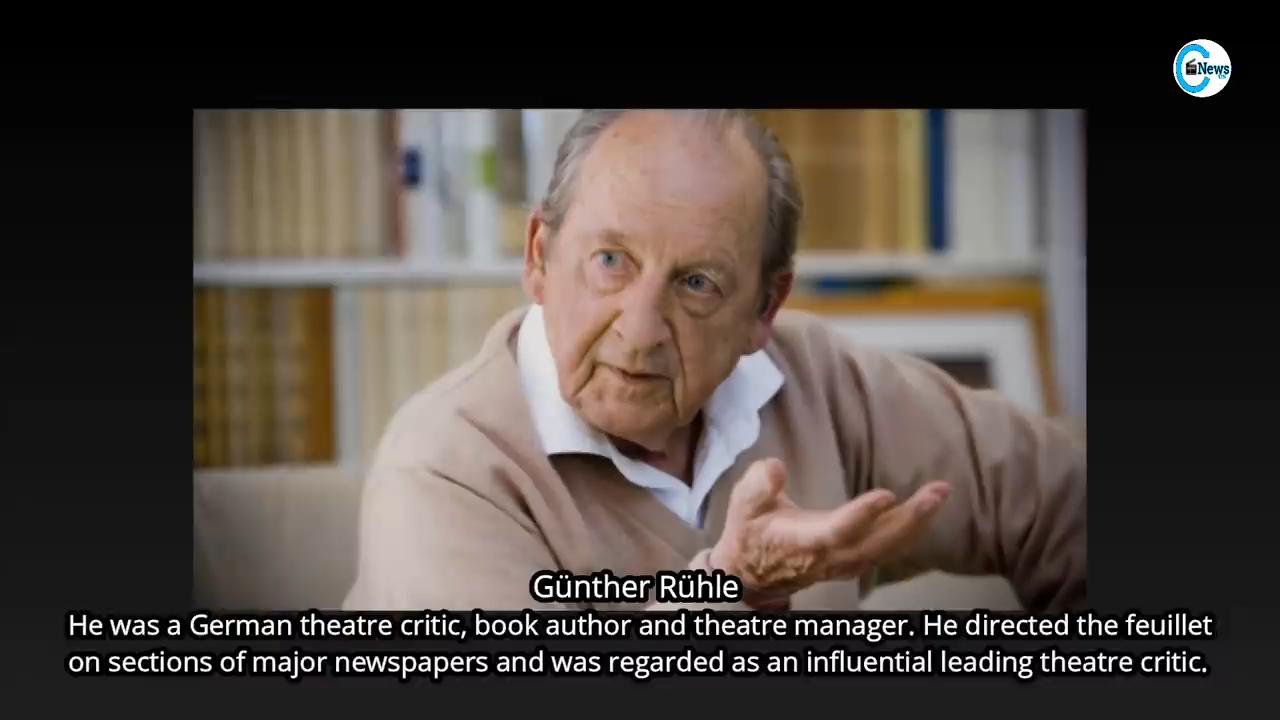 News
Günther Rühle
He was a German theatre critic, book author and theatre manager. He directed the feuillet
on sections of major newspapers and was regarded as an influential leading theatre critic.